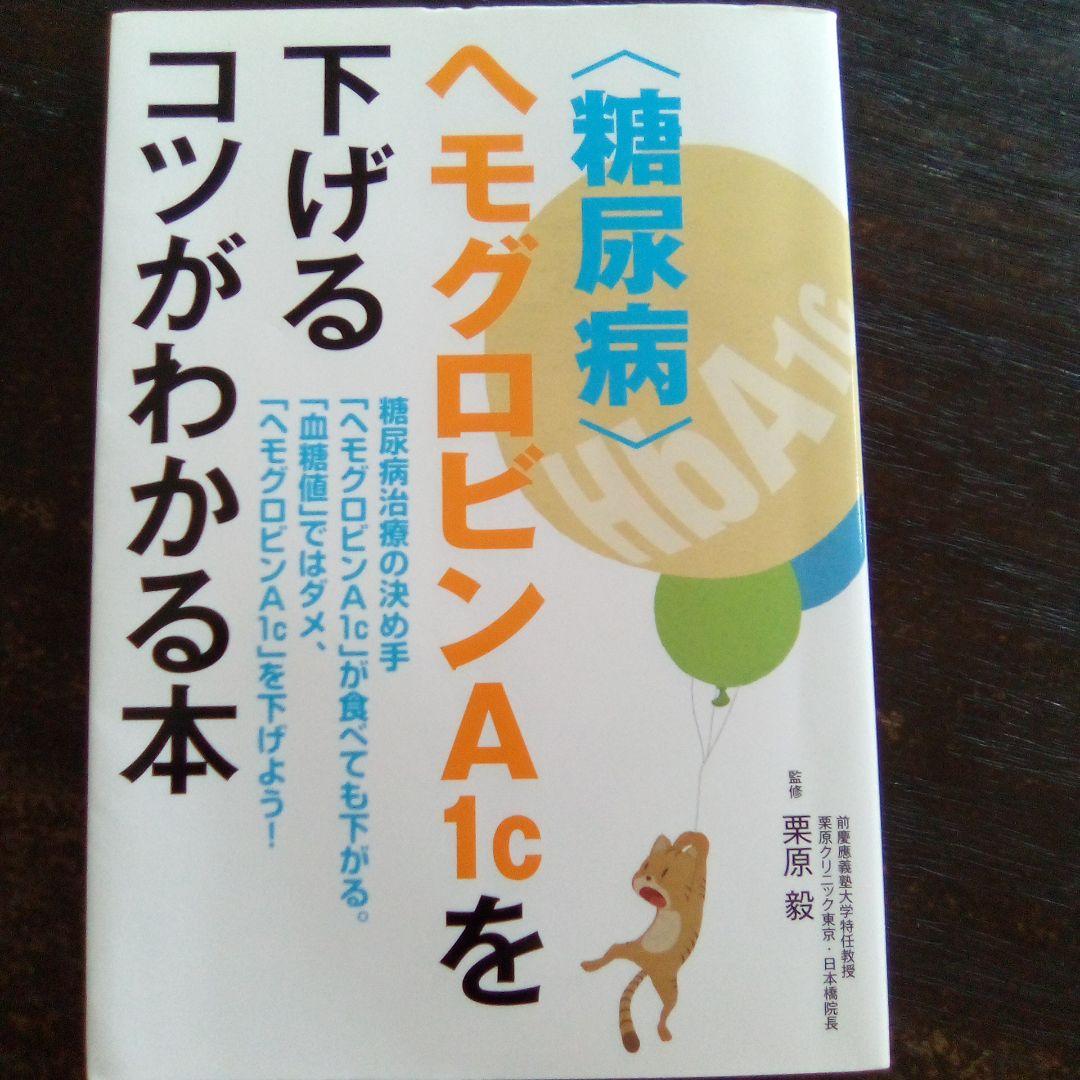 〈糖尿病〉
ヘモグロビンA1cを
下げる
コツがわかる本
糖尿病治療の決め手
「ヘモグロビンA1c」が食べても下がる。
「血糖値」ではダメ、
「ヘモグロビンA1c」を下げよう！
HbA1c
前慶應義塾大学特任教授
栗原クリニック東京・日本橋院長
監修
栗原 毅